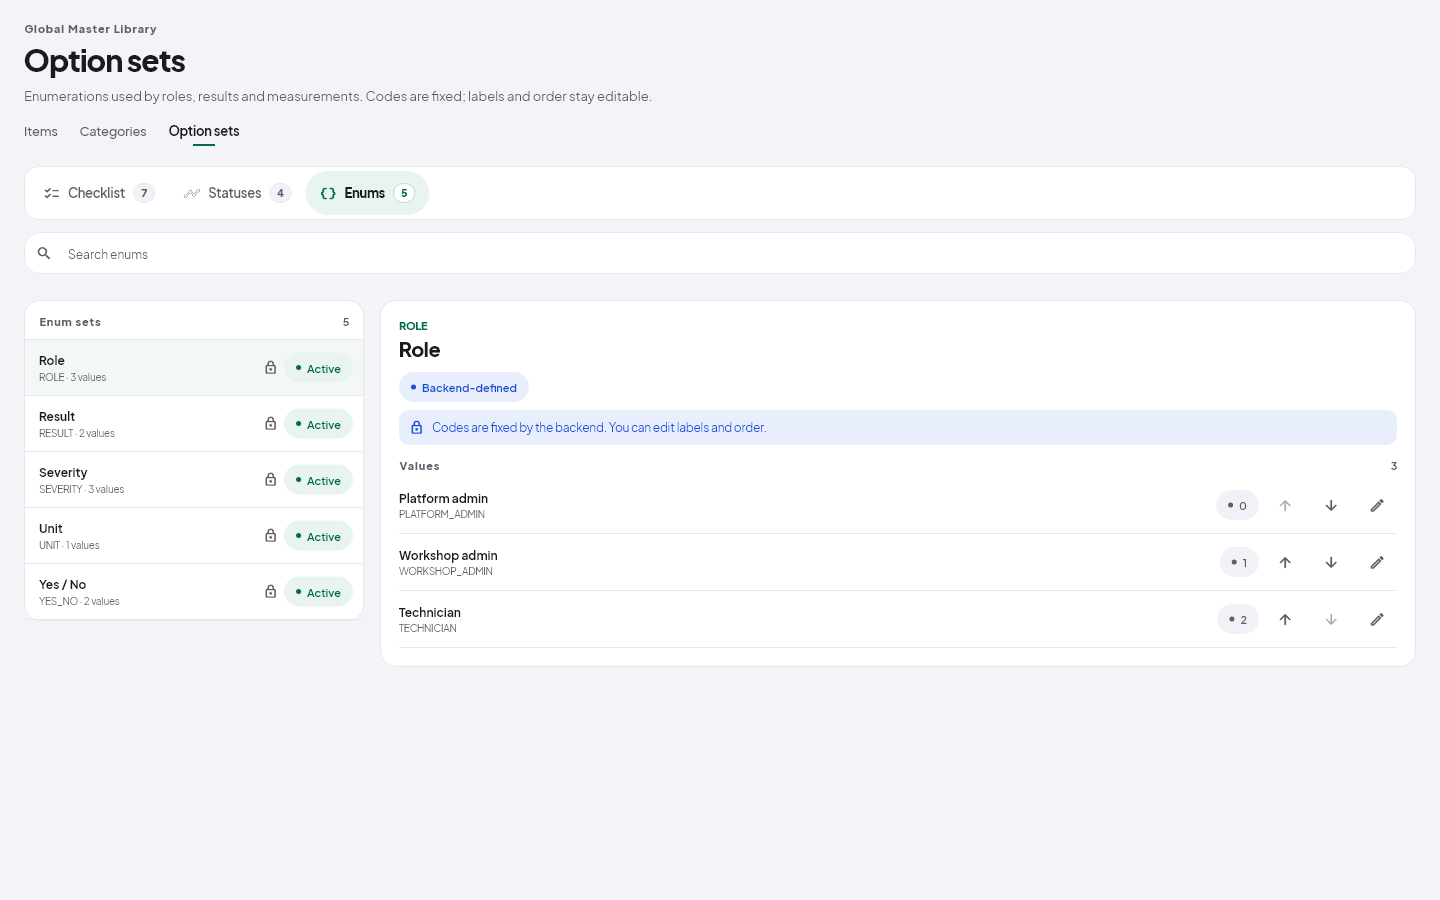 Global Master Library
Option sets
Enumerations used by roles, results and measurements. Codes are fixed; labels and order stay editable.
Items Categories Option sets
Checklist 7 Statuses 4 Enums 5
Search enums
Enum sets 5
Role
ROLE · 3 values
Active
Result
RESULT · 2 values
Active
Severity
SEVERITY · 3 values
Active
Unit
UNIT · 1 values
Active
Yes / No
YES_NO · 2 values
Active
ROLE
Role
Backend-defined
Codes are fixed by the backend. You can edit labels and order.
Values 3
Platform admin
PLATFORM_ADMIN
0
Workshop admin
WORKSHOP_ADMIN
1
Technician
TECHNICIAN
2